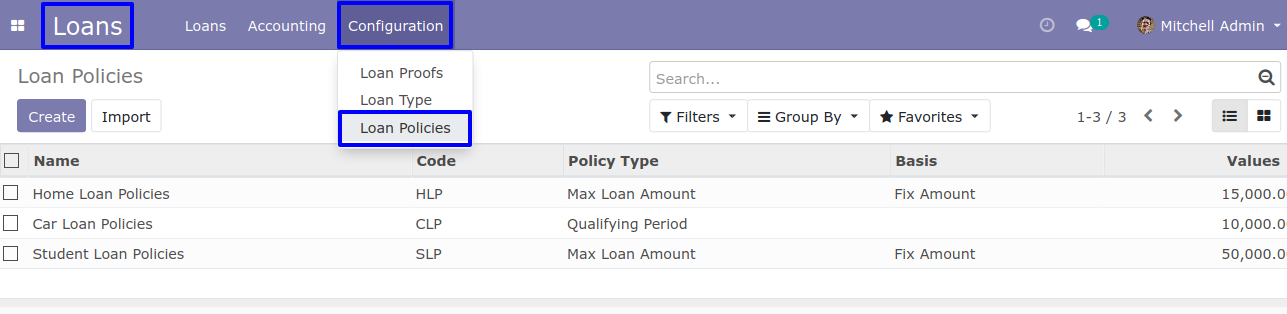 Loans Loans Accounting Configuration 1 Mitchell Admin
Loan Proofs
Loan Type
Loan Policies
Loan Policies
Search...
Create Import Filters Group By Favorites 1-3 / 3
Name Code Policy Type Basis Values
Home Loan Policies HLP Max Loan Amount Fix Amount 15,000.0
Car Loan Policies CLP Qualifying Period 10,000.0
Student Loan Policies SLP Max Loan Amount Fix Amount 50,000.0